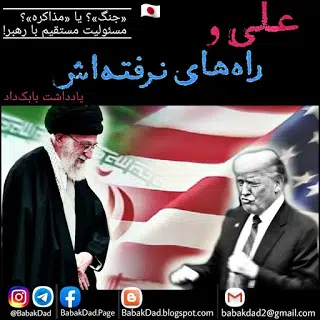 «جنگ»؟ یا «مذاکره»؟
مسئولیت مستقیم با رهبر!
علی و
راه‌های نرفته‌اش
یادداشت بابک‌داد
@BabakDad
BabakDad.Page
BabakDad.blogspot.com
babakdad2@gmail.com